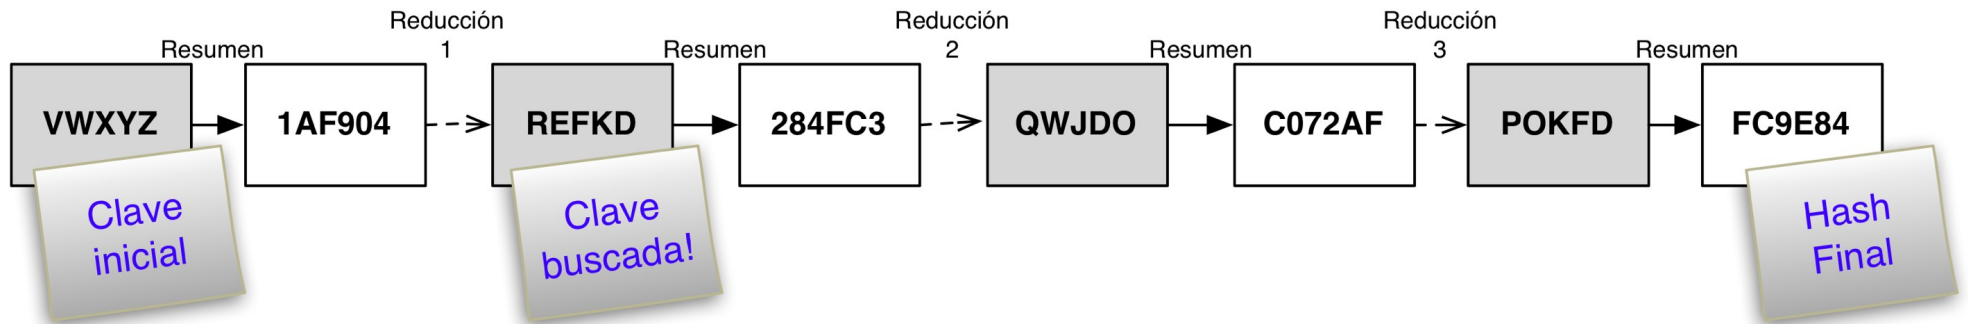 Reducción Reducción Reducción
Resumen 1 Resumen 2 Resumen 3 Resumen
VWXYZ 1AF904 REFKD 284FC3 QWJDO C072AF POKFD FC9E84
Clave Clave Hash
inicial buscada! Final